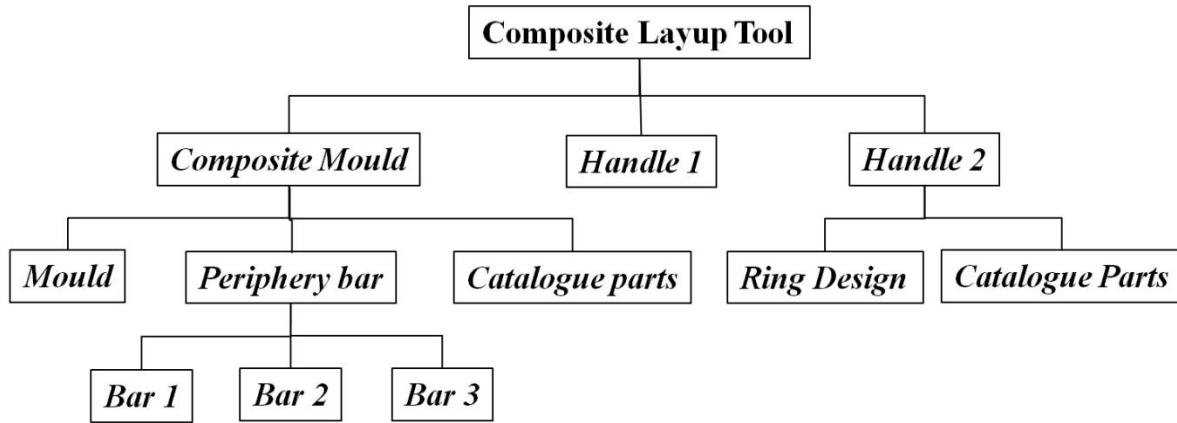 Composite Layup Tool
Composite Mould
Handle 1
Handle 2
Mould
Periphery bar
Catalogue parts
Ring Design
Catalogue Parts
Bar 1
Bar 2
Bar 3